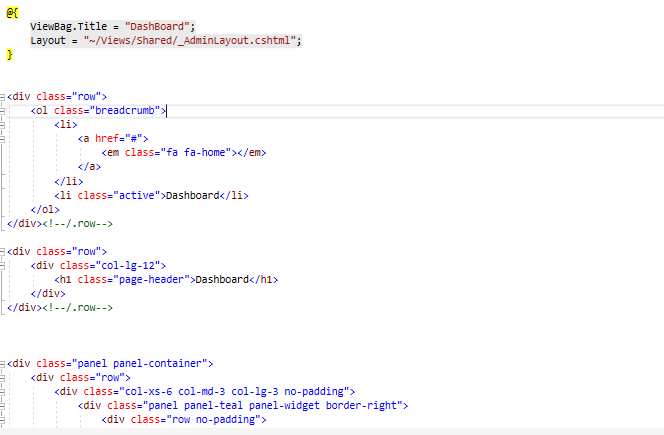 @{
    ViewBag.Title = "DashBoard";
    Layout = "~/Views/Shared/_AdminLayout.cshtml";
}
<div class="row">
    <ol class="breadcrumb">
        <li>
            <a href="#">
                <em class="fa fa-home"></em>
            </a>
        </li>
        <li class="active">Dashboard</li>
    </ol>
</div><!--/.row-->
<div class="row">
    <div class="col-lg-12">
        <h1 class="page-header">Dashboard</h1>
    </div>
</div><!--/.row-->
<div class="panel panel-container">
    <div class="row">
        <div class="col-xs-6 col-md-3 col-lg-3 no-padding">
            <div class="panel panel-teal panel-widget border-right">
                <div class="row no-padding">